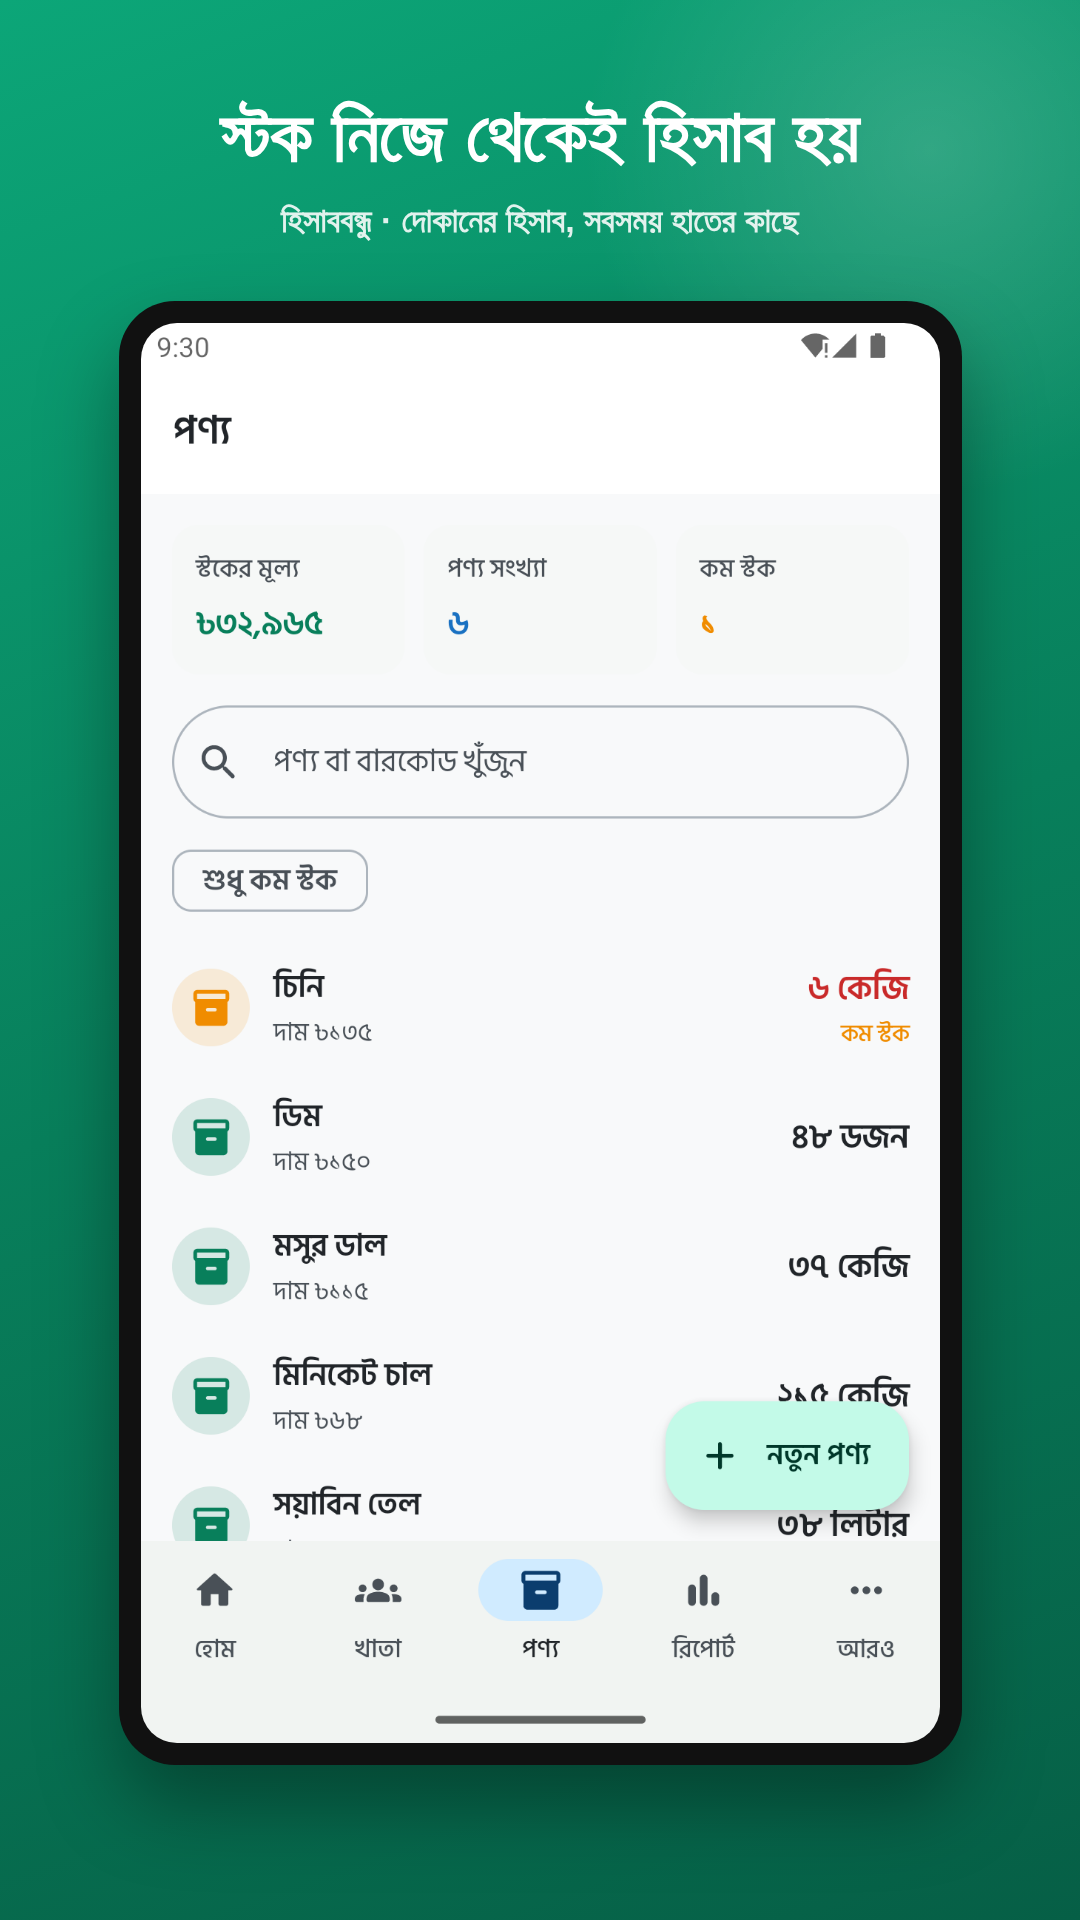 স্টক নিজে থেকেই হিসাব হয়
হিসাববন্ধু · দোকানের হিসাব, সবসময় হাতের কাছে
9:30
পণ্য
স্টকের মূল্য
৳৩২,৯৬৫
পণ্য সংখ্যা
৬
কম স্টক
১
পণ্য বা বারকোড খুঁজুন
শুধু কম স্টক
চিনি
৬ কেজি
দাম ৳১৩৫
কম স্টক
ডিম
৪৮ ডজন
দাম ৳১৫০
মসুর ডাল
৩৭ কেজি
দাম ৳১১৫
মিনিকেট চাল
২১৫ কেজি
দাম ৳৬৮
নতুন পণ্য
সয়াবিন তেল
৩৮ লিটার
হোম
খাতা
পণ্য
রিপোর্ট
আরও